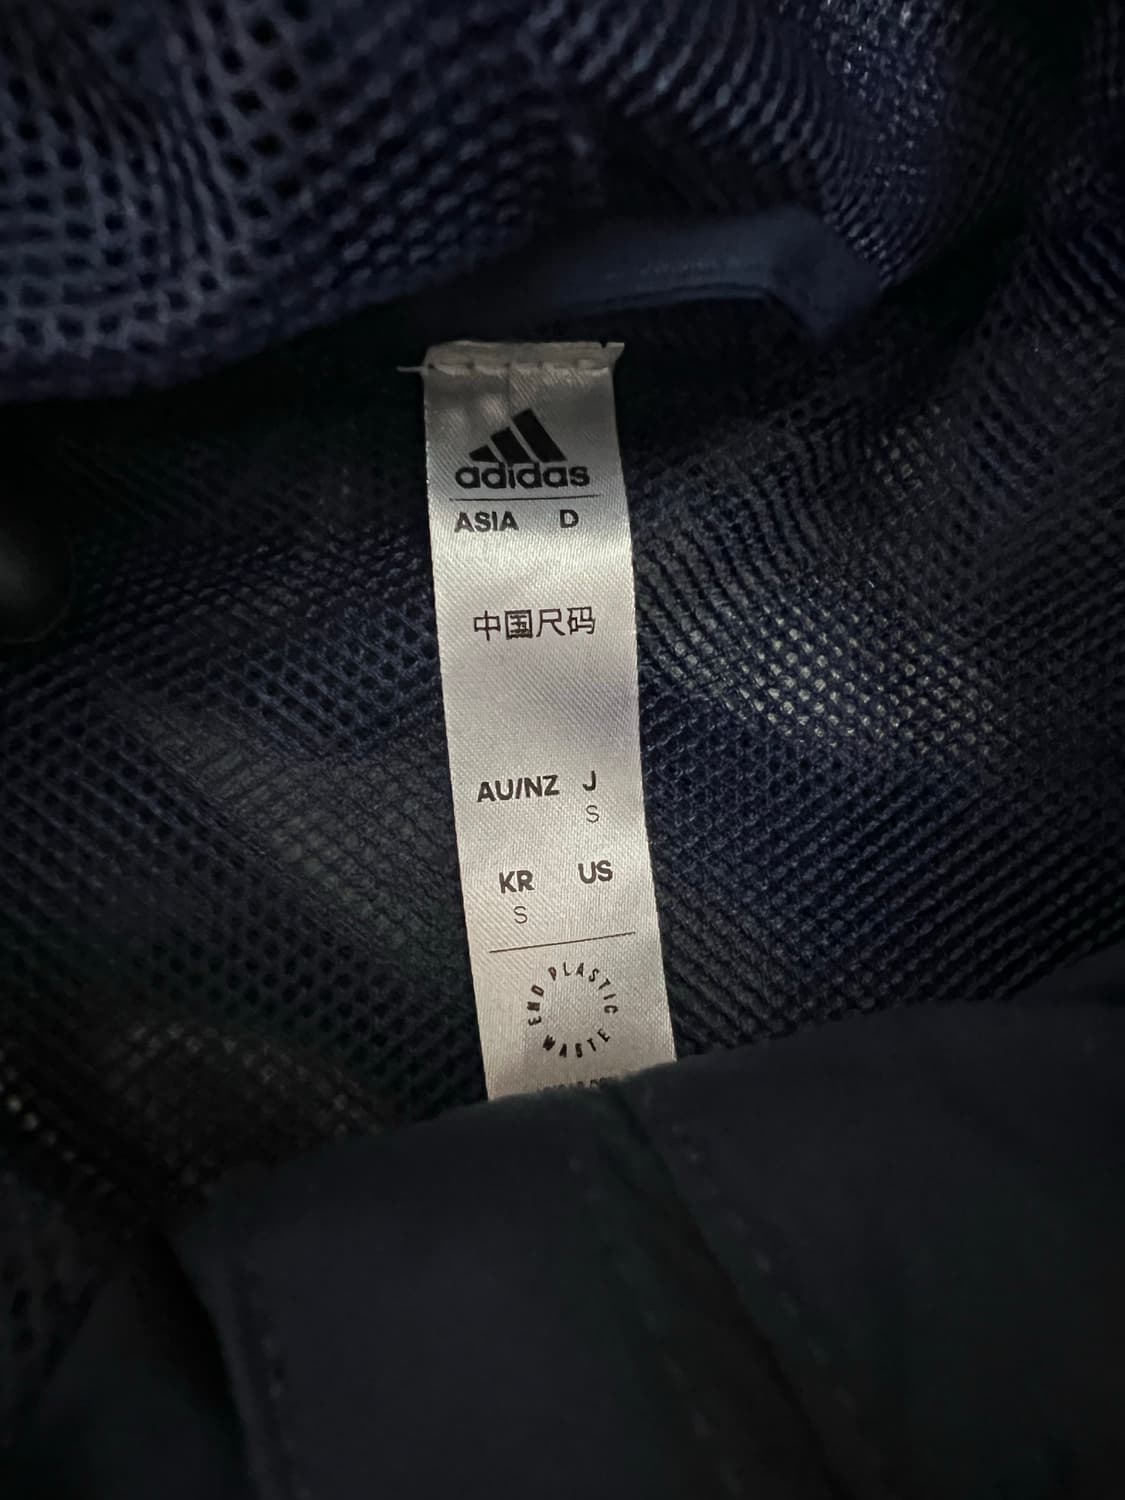 adidas
ASIA D
中国尺码
AU/NZ J
S
KR US
S
END PLASTIC WASTE